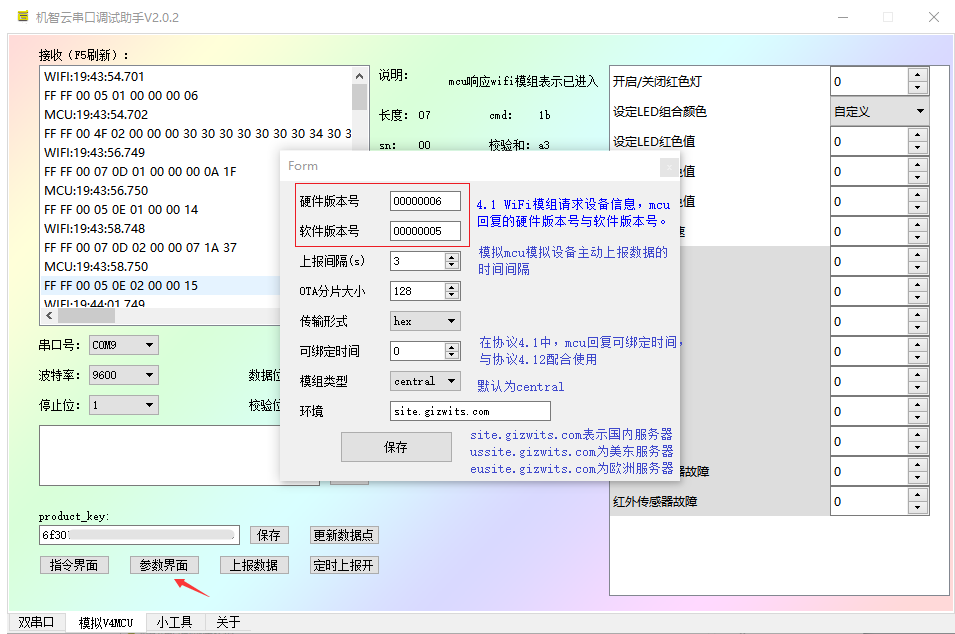 机智云串口调试助手V2.0.2
接收（F5刷新）:
WIFI:19:43:54.701
FF FF 00 05 01 00 00 00 06
MCU:19:43:54.702
FF FF 00 4F 02 00 00 00 30 30 30 30 30 30 30 34 30 3
WIFI:19:43:56.749
FF FF 00 07 0D 01 00 00 00 0A 1F
MCU:19:43:56.750
FF FF 00 05 0E 01 00 00 14
WIFI:19:43:58.748
FF FF 00 07 0D 02 00 00 07 1A 37
MCU:19:43:58.750
FF FF 00 05 0E 02 00 00 15
WIFI:19:44:01.749
说明: mcu响应wifi模组表示已进入
长度: 07 cmd: 1b
sn: 00 校验和: a3
开启/关闭红色灯 0
设定LED组合颜色 自定义
设定LED红色值 0
色值 0
色值 0
速 0
0
0
0
0
0
0
0
器故障 0
红外传感器故障 0
Form
硬件版本号 00000006
软件版本号 00000005
4.1 WiFi模组请求设备信息，mcu
回复的硬件版本号与软件版本号。
上报间隔(s) 3
模拟mcu模拟设备主动上报数据的
时间间隔
OTA分片大小 128
传输形式 hex
可绑定时间 0
在协议4.1中，mcu回复可绑定时间，
与协议4.12配合使用
模组类型 central
默认为central
环境 site.gizwits.com
保存
site.gizwits.com表示国内服务器
ussite.gizwits.com为美东服务器
eusite.gizwits.com为欧洲服务器
串口号: COM9
波特率: 9600 数据位
停止位: 1 校验位
product_key:
6f30 保存 更新数据点
指令界面 参数界面 上报数据 定时上报开
双串口 模拟V4MCU 小工具 关于